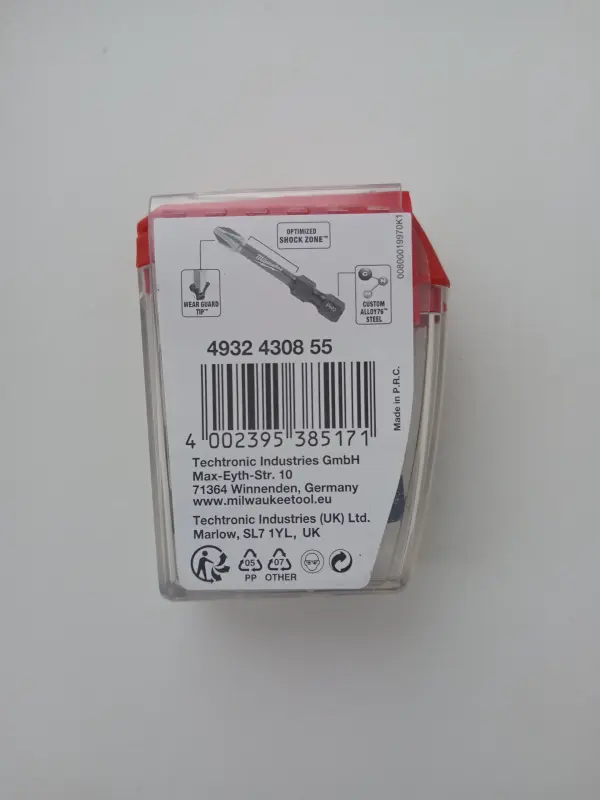 OPTIMIZED
SHOCK ZONE™
WEAR GUARD
TIP™
CUSTOM
ALLOY76™
STEEL
00800019970K1
4932 4308 55
Made in P.R.C.
4 002395 385171
Techtronic Industries GmbH
Max-Eyth-Str. 10
71364 Winnenden, Germany
www.milwaukeetool.eu
Techtronic Industries (UK) Ltd.
Marlow, SL7 1YL, UK
05
PP
07
OTHER